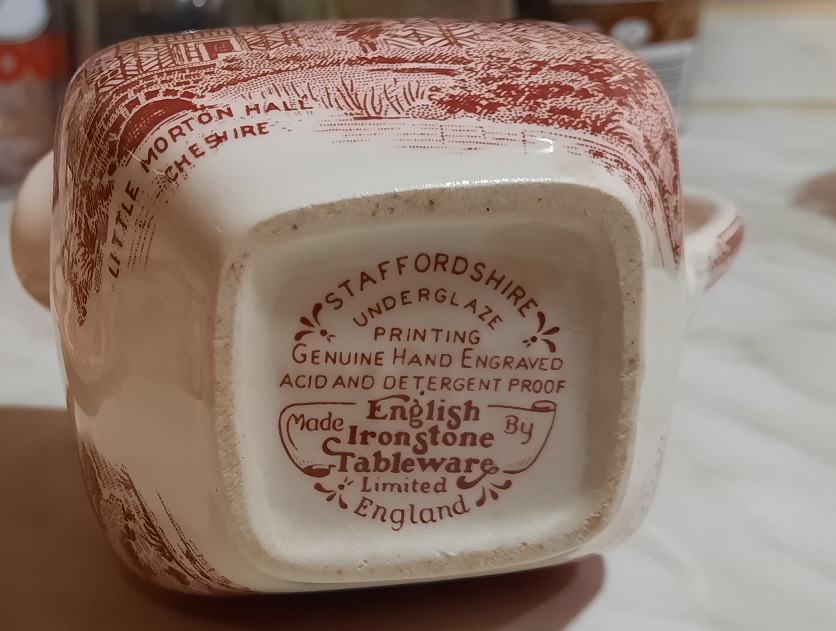 LITTLE MORTON HALL
CHESHIRE
STAFFORDSHIRE
UNDERGLAZE
PRINTING
GENUINE HAND ENGRAVED
ACID AND DETERGENT PROOF
Made English By
Ironstone
Tableware
Limited
England